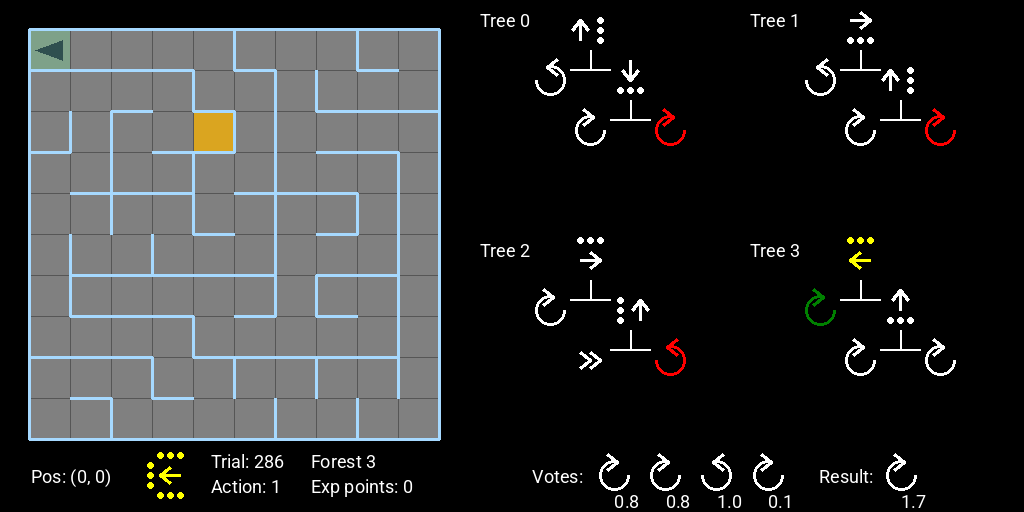 Tree 0
Tree 1
Tree 2
Tree 3
Pos: (0, 0)
Trial: 286
Forest 3
Action: 1
Exp points: 0
Votes:
0.8
0.8
1.0
0.1
Result:
1.7